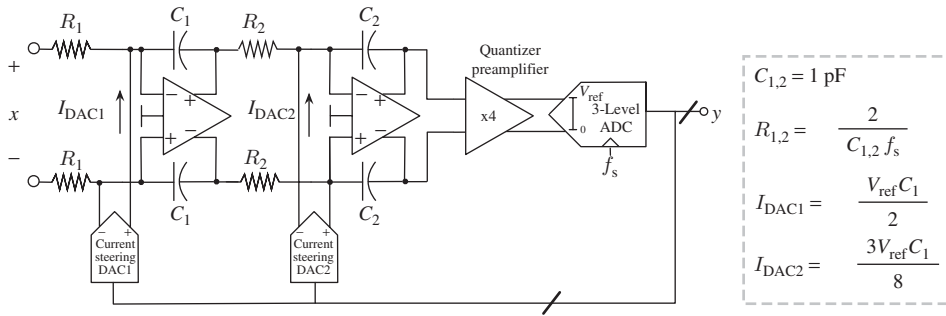 R1
C1
R2
C2
Quantizer
preamplifier
+
x
−
IDAC1
− −
+ +
IDAC2
− −
+ +
x4
Vref
3-Level
ADC
0
fs
y
R1
C1
R2
C2
− +
Current
steering
DAC1
− +
Current
steering
DAC2
C1,2 = 1 pF
R1,2 = 2 / C1,2 fs
IDAC1 = VrefC1 / 2
IDAC2 = 3VrefC1 / 8